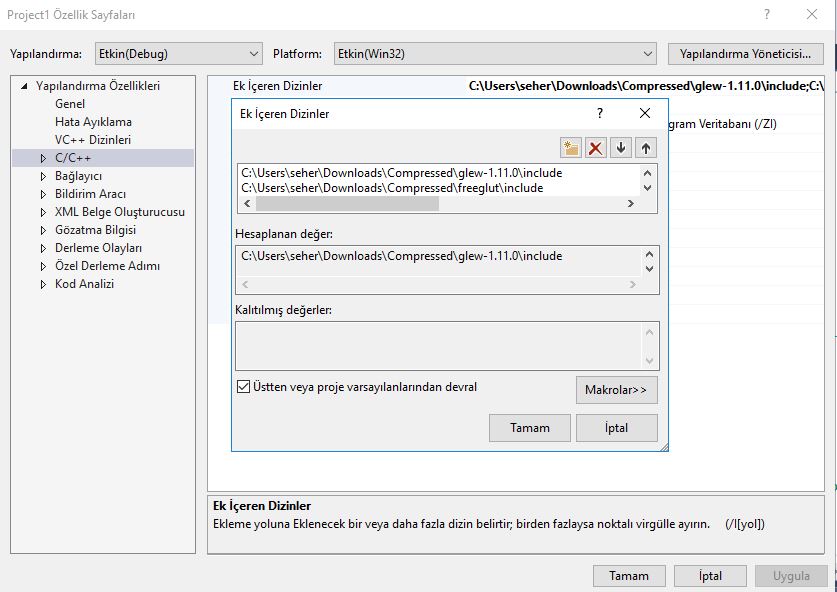 Project1 Özellik Sayfaları
?
Yapılandırma: Etkin(Debug) Platform: Etkin(Win32) Yapılandırma Yöneticisi...
Yapılandırma Özellikleri
Genel
Hata Ayıklama
VC++ Dizinleri
C/C++
Bağlayıcı
Bildirim Aracı
XML Belge Oluşturucusu
Gözatma Bilgisi
Derleme Olayları
Özel Derleme Adımı
Kod Analizi
Ek İçeren Dizinler C:\Users\seher\Downloads\Compressed\glew-1.11.0\include;C:\
gram Veritabanı (/ZI)
Ek İçeren Dizinler ?
C:\Users\seher\Downloads\Compressed\glew-1.11.0\include
C:\Users\seher\Downloads\Compressed\freeglut\include
Hesaplanan değer:
C:\Users\seher\Downloads\Compressed\glew-1.11.0\include
Kalıtılmış değerler:
Üstten veya proje varsayılanlarından devral
Makrolar>>
Tamam İptal
Ek İçeren Dizinler
Ekleme yoluna Eklenecek bir veya daha fazla dizin belirtir; birden fazlaysa noktalı virgülle ayırın. (/I[yol])
Tamam İptal Uygula